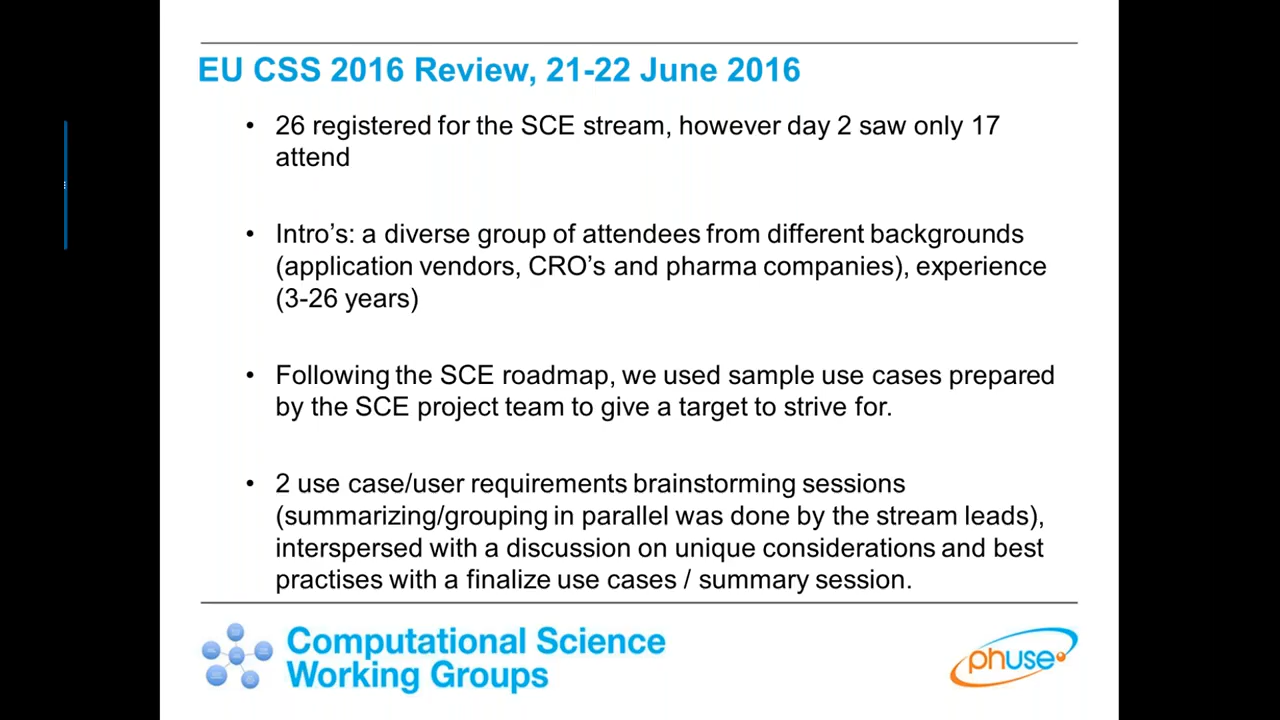 EU CSS 2016 Review, 21-22 June 2016
• 26 registered for the SCE stream, however day 2 saw only 17
attend
• Intro’s: a diverse group of attendees from different backgrounds
(application vendors, CRO’s and pharma companies), experience
(3-26 years)
• Following the SCE roadmap, we used sample use cases prepared
by the SCE project team to give a target to strive for.
• 2 use case/user requirements brainstorming sessions
(summarizing/grouping in parallel was done by the stream leads),
interspersed with a discussion on unique considerations and best
practises with a finalize use cases / summary session.
Computational Science
Working Groups
phuse